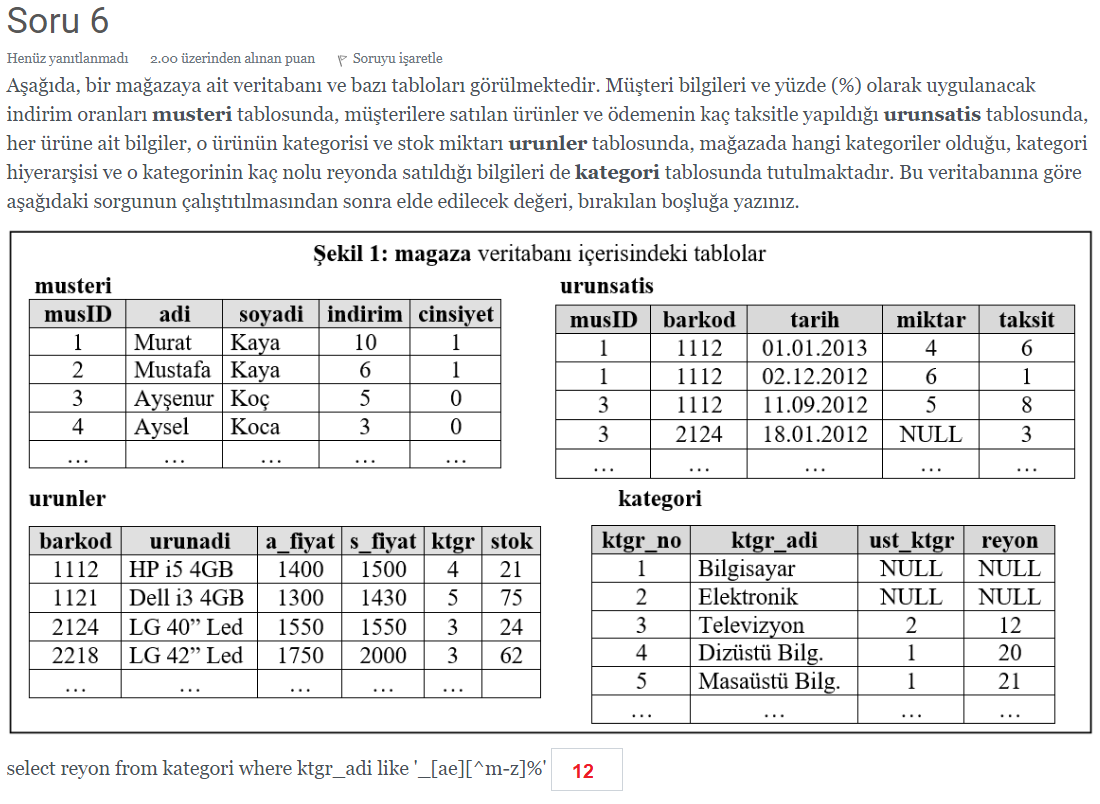 Soru 6
Henüz yanıtlanmadı 2.00 üzerinden alınan puan Soruyu işaretle
Aşağıda, bir mağazaya ait veritabanı ve bazı tabloları görülmektedir. Müşteri bilgileri ve yüzde (%) olarak uygulanacak
indirim oranları musteri tablosunda, müşterilere satılan ürünler ve ödemenin kaç taksitle yapıldığı urunsatis tablosunda,
her ürüne ait bilgiler, o ürünün kategorisi ve stok miktarı urunler tablosunda, mağazada hangi kategoriler olduğu, kategori
hiyerarşisi ve o kategorinin kaç nolu reyonda satıldığı bilgileri de kategori tablosunda tutulmaktadır. Bu veritabanına göre
aşağıdaki sorgunun çalıştıtılmasından sonra elde edilecek değeri, bırakılan boşluğa yazınız.
Şekil 1: magaza veritabanı içerisindeki tablolar
musteri
musID adi soyadi indirim cinsiyet
1 Murat Kaya 10 1
2 Mustafa Kaya 6 1
3 Ayşenur Koç 5 0
4 Aysel Koca 3 0
... ... ... ... ...
urunsatis
musID barkod tarih miktar taksit
1 1112 01.01.2013 4 6
1 1112 02.12.2012 6 1
3 1112 11.09.2012 5 8
3 2124 18.01.2012 NULL 3
... ... ... ... ...
urunler
barkod urunadi a_fiyat s_fiyat ktgr stok
1112 HP i5 4GB 1400 1500 4 21
1121 Dell i3 4GB 1300 1430 5 75
2124 LG 40” Led 1550 1550 3 24
2218 LG 42” Led 1750 2000 3 62
... ... ... ... ...
kategori
ktgr_no ktgr_adi ust_ktgr reyon
1 Bilgisayar NULL NULL
2 Elektronik NULL NULL
3 Televizyon 2 12
4 Dizüstü Bilg. 1 20
5 Masaüstü Bilg. 1 21
... ... ... ...
select reyon from kategori where ktgr_adi like '_[ae][^m-z]%' 12